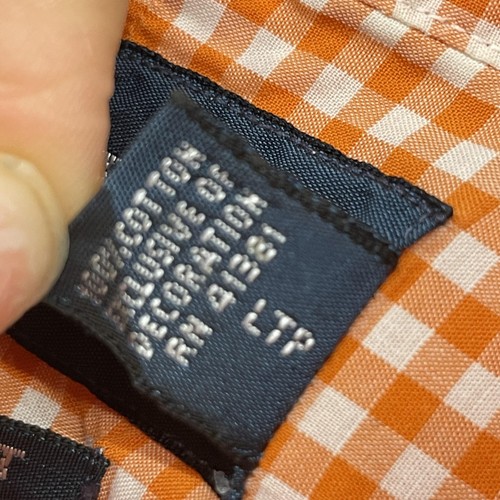 100% COTTON
EXCLUSIVE OF
DECORATION
RN 41381
LTP